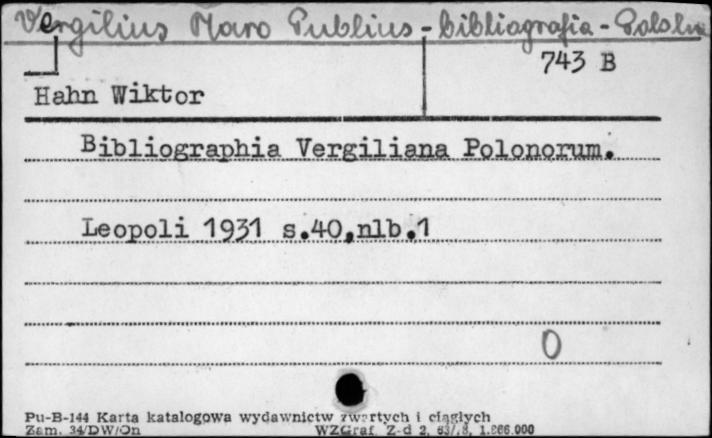 Vergilius Maro Publius - bibliografia - Polska
743 B
Hahn Wiktor
Bibliographia Vergiliana Polonorum.
Leopoli 1931 s.40,nlb.1
0
Pu-B-144 Karta katalogowa wydawnictw zwartych i ciągłych
Zam. 34/DW/On WZGraf. Z-d 2,